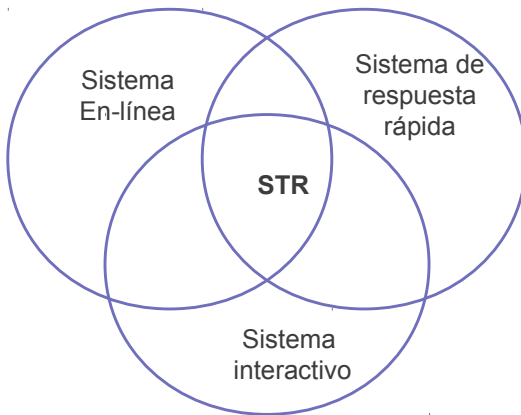 Sistema
En-línea
Sistema de
respuesta
rápida
STR
Sistema
interactivo